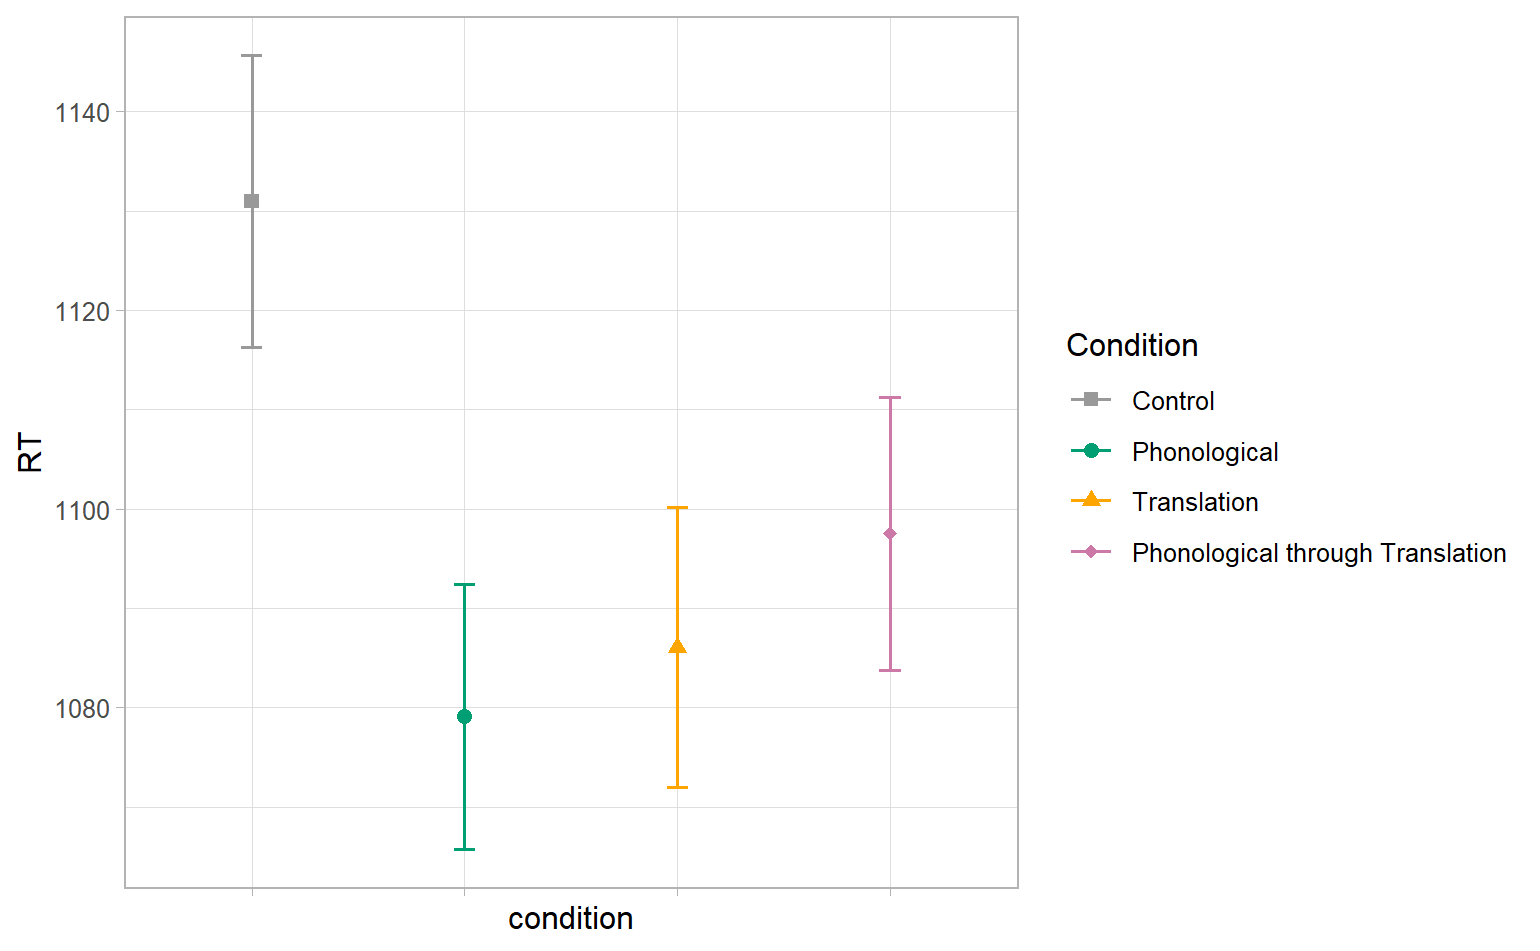 1140
1120
1100
1080
RT
condition
Condition
Control
Phonological
Translation
Phonological through Translation